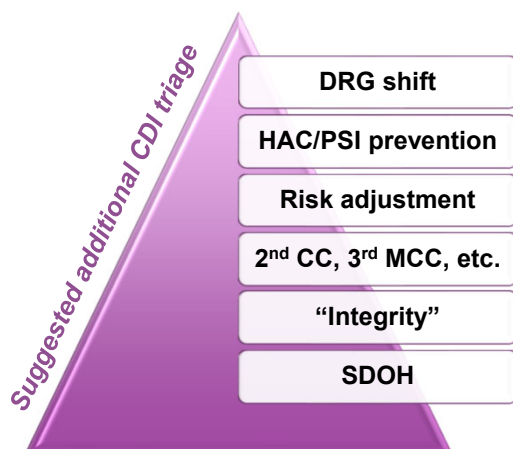 Suggested additional CDI triage
DRG shift
HAC/PSI prevention
Risk adjustment
2nd CC, 3rd MCC, etc.
“Integrity”
SDOH